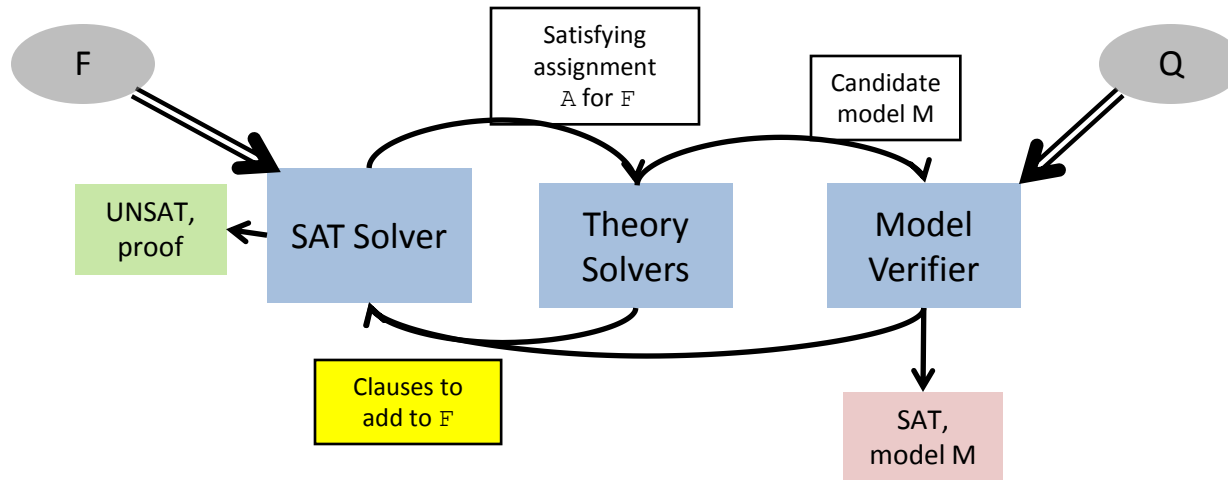 F
Satisfying
assignment
A for F
Candidate
model M
Q
UNSAT,
proof
SAT Solver
Theory
Solvers
Model
Verifier
Clauses to
add to F
SAT,
model M